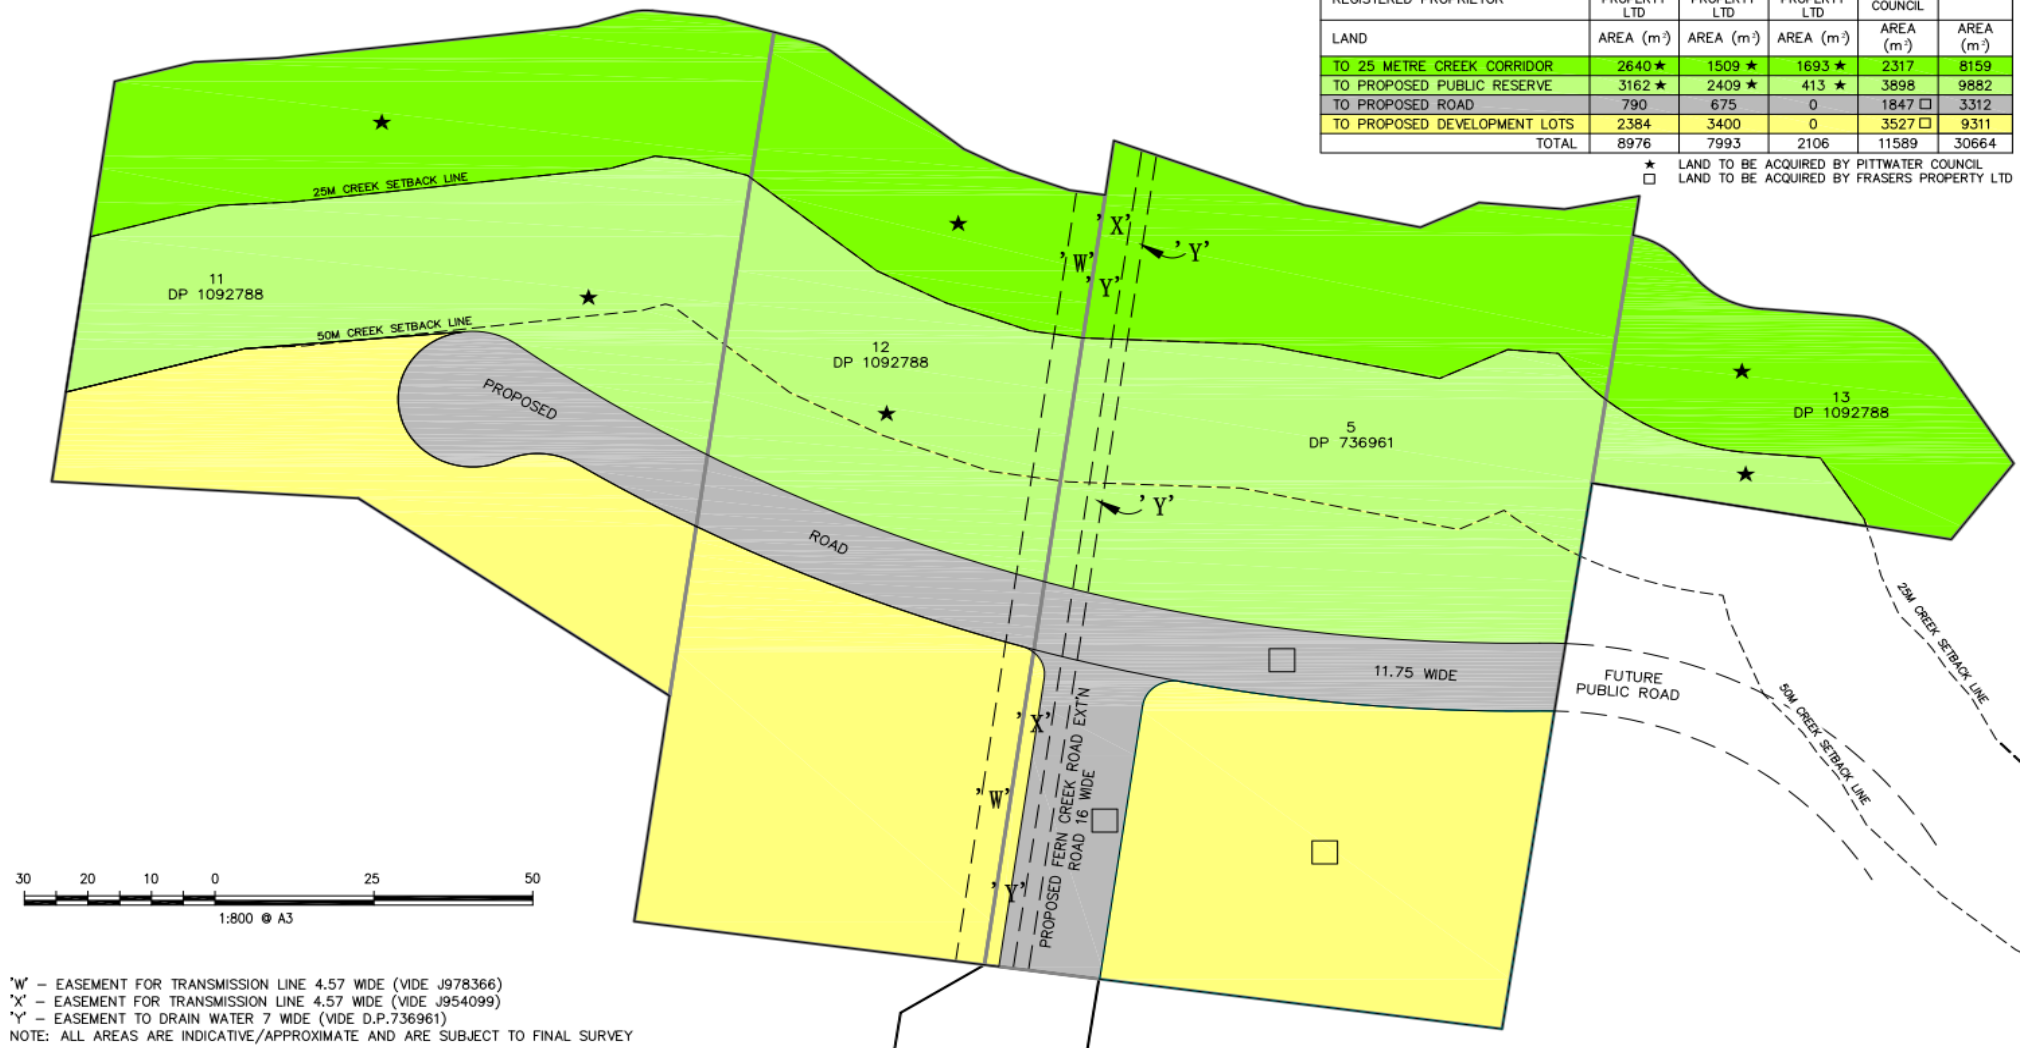 REGISTERED PROPRIETOR PROPERTY LTD PROPERTY LTD PROPERTY LTD COUNCIL
LAND AREA (m²) AREA (m²) AREA (m²) AREA (m²) AREA (m²)
TO 25 METRE CREEK CORRIDOR 2640 ★ 1509 ★ 1693 ★ 2317 8159
TO PROPOSED PUBLIC RESERVE 3162 ★ 2409 ★ 413 ★ 3898 9882
TO PROPOSED ROAD 790 675 0 1847 □ 3312
TO PROPOSED DEVELOPMENT LOTS 2384 3400 0 3527 □ 9311
TOTAL 8976 7993 2106 11589 30664
★ LAND TO BE ACQUIRED BY PITTWATER COUNCIL
□ LAND TO BE ACQUIRED BY FRASERS PROPERTY LTD
25M CREEK SETBACK LINE
'X'
'Y'
'W'
'Y'
11
DP 1092788
50M CREEK SETBACK LINE
12
DP 1092788
13
DP 1092788
5
DP 736961
PROPOSED
ROAD
'Y'
11.75 WIDE
FUTURE
PUBLIC ROAD
25M CREEK SETBACK LINE
50M CREEK SETBACK LINE
'X'
'W'
'Y'
PROPOSED FERN CREEK ROAD EXT'N
ROAD 16 WIDE
30 20 10 0 25 50
1:800 @ A3
'W' – EASEMENT FOR TRANSMISSION LINE 4.57 WIDE (VIDE J978366)
'X' – EASEMENT FOR TRANSMISSION LINE 4.57 WIDE (VIDE J954099)
'Y' – EASEMENT TO DRAIN WATER 7 WIDE (VIDE D.P.736961)
NOTE: ALL AREAS ARE INDICATIVE/APPROXIMATE AND ARE SUBJECT TO FINAL SURVEY